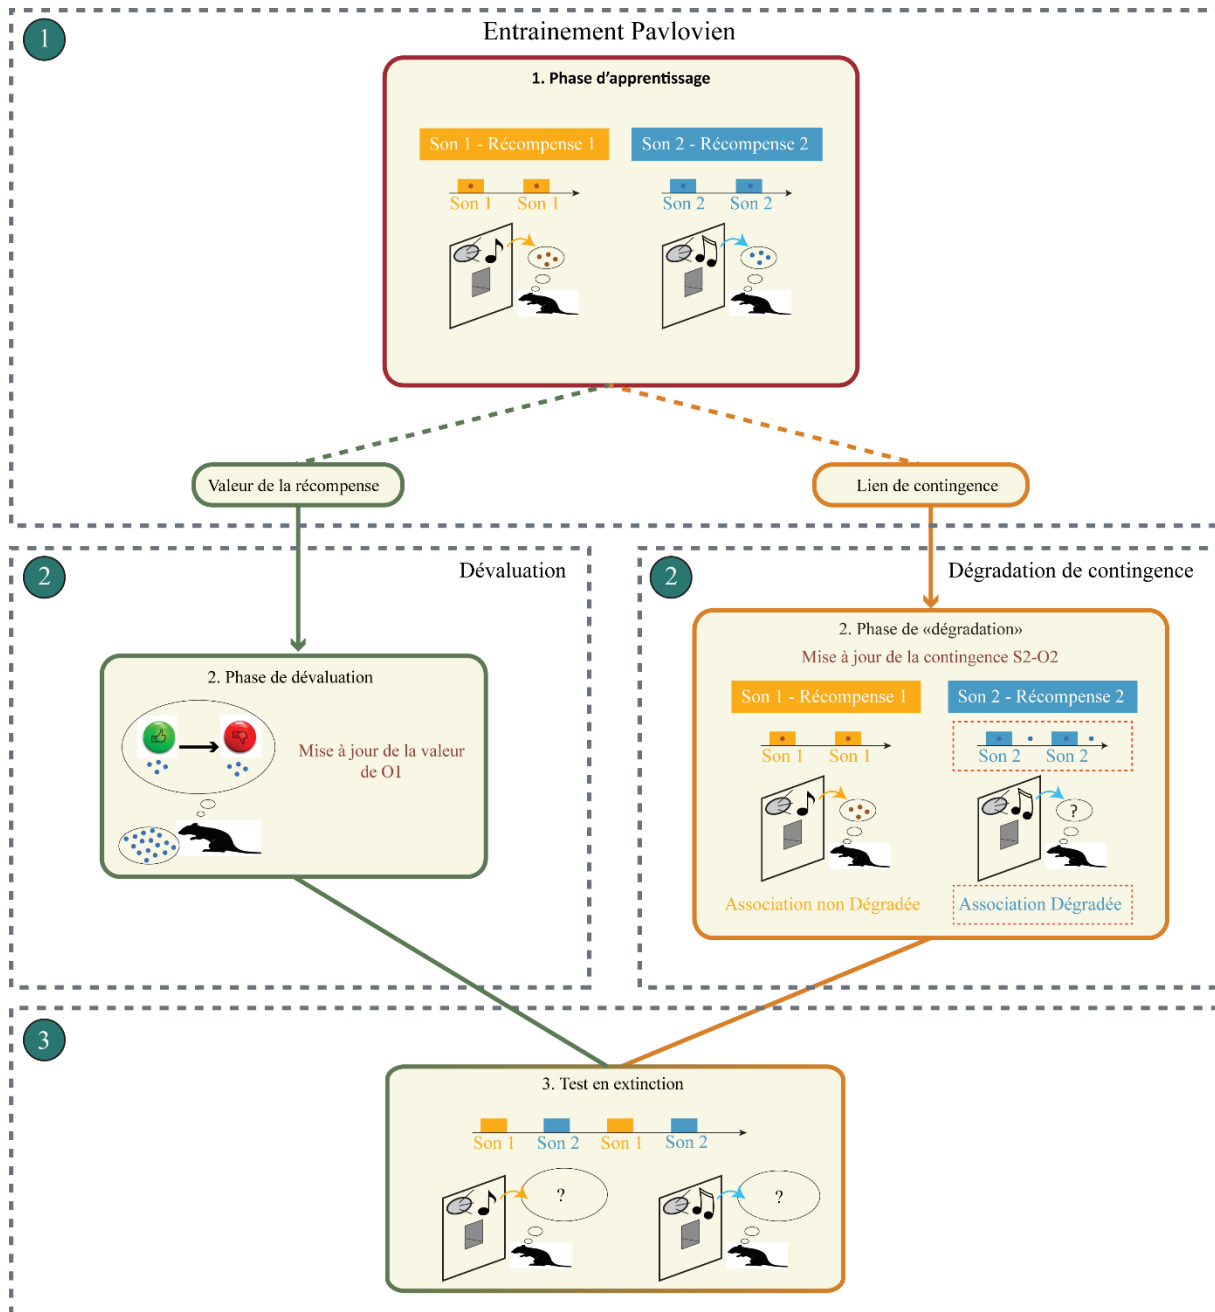 1
Entrainement Pavlovien
1. Phase d'apprentissage
Son 1 - Récompense 1
Son 2 - Récompense 2
Son 1 Son 1
Son 2 Son 2
Valeur de la récompense
Lien de contingence
2
Dévaluation
2
Dégradation de contingence
2. Phase de dévaluation
Mise à jour de la valeur
de O1
2. Phase de «dégradation»
Mise à jour de la contingence S2-O2
Son 1 - Récompense 1
Son 2 - Récompense 2
Son 1 Son 1
Son 2 Son 2
?
Association non Dégradée
Association Dégradée
3
3. Test en extinction
Son 1 Son 2 Son 1 Son 2
?
?